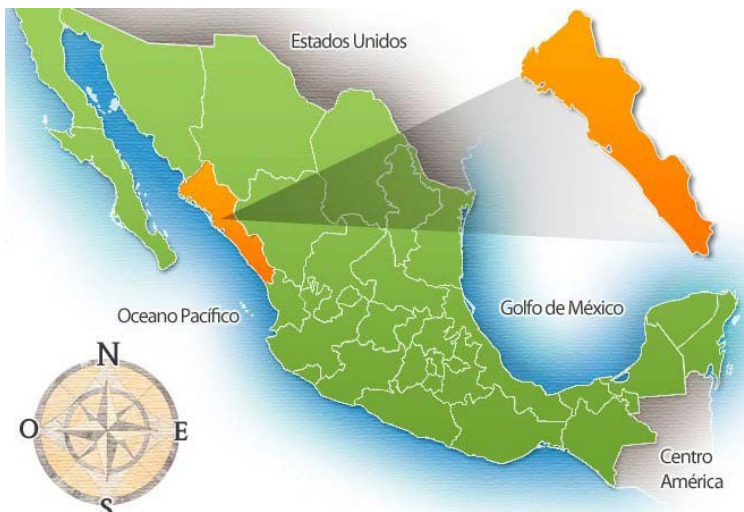 Estados Unidos
Golfo de México
Oceano Pacífico
N
O
E
S
Centro
América